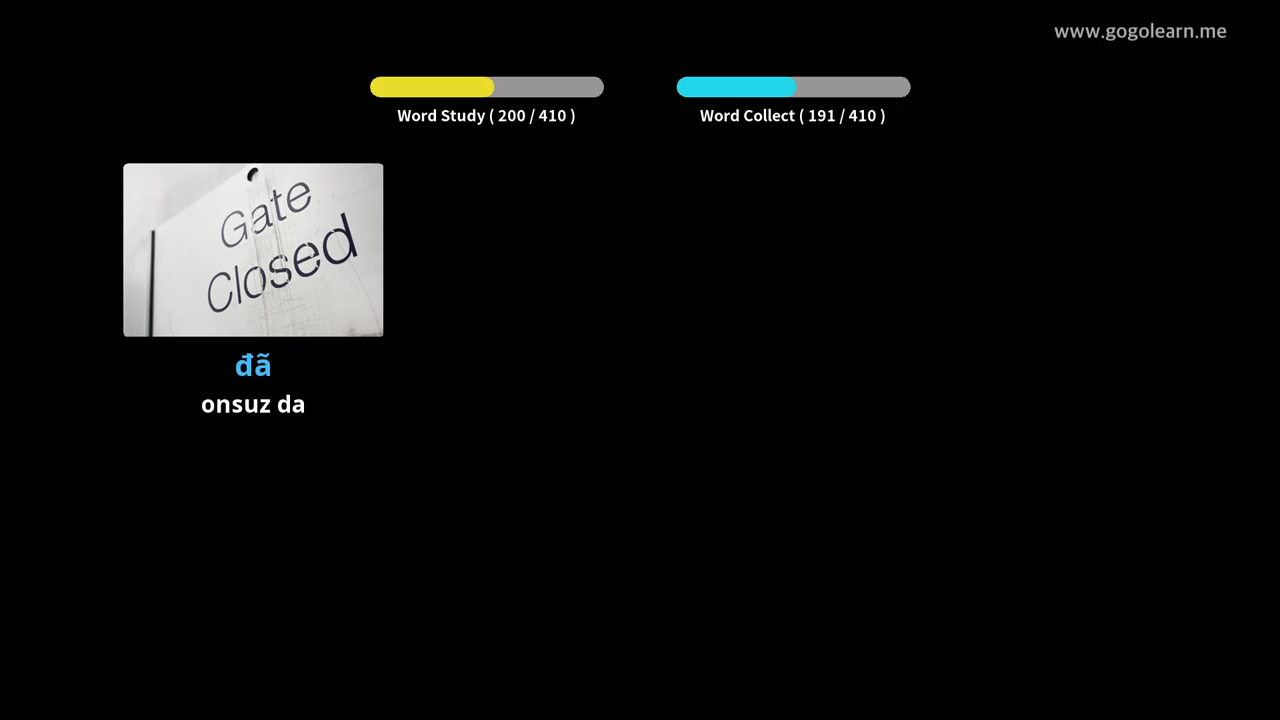 www.gogolearn.me
Word Study ( 200 / 410 )
Word Collect ( 191 / 410 )
Gate
Closed
đã
onsuz da